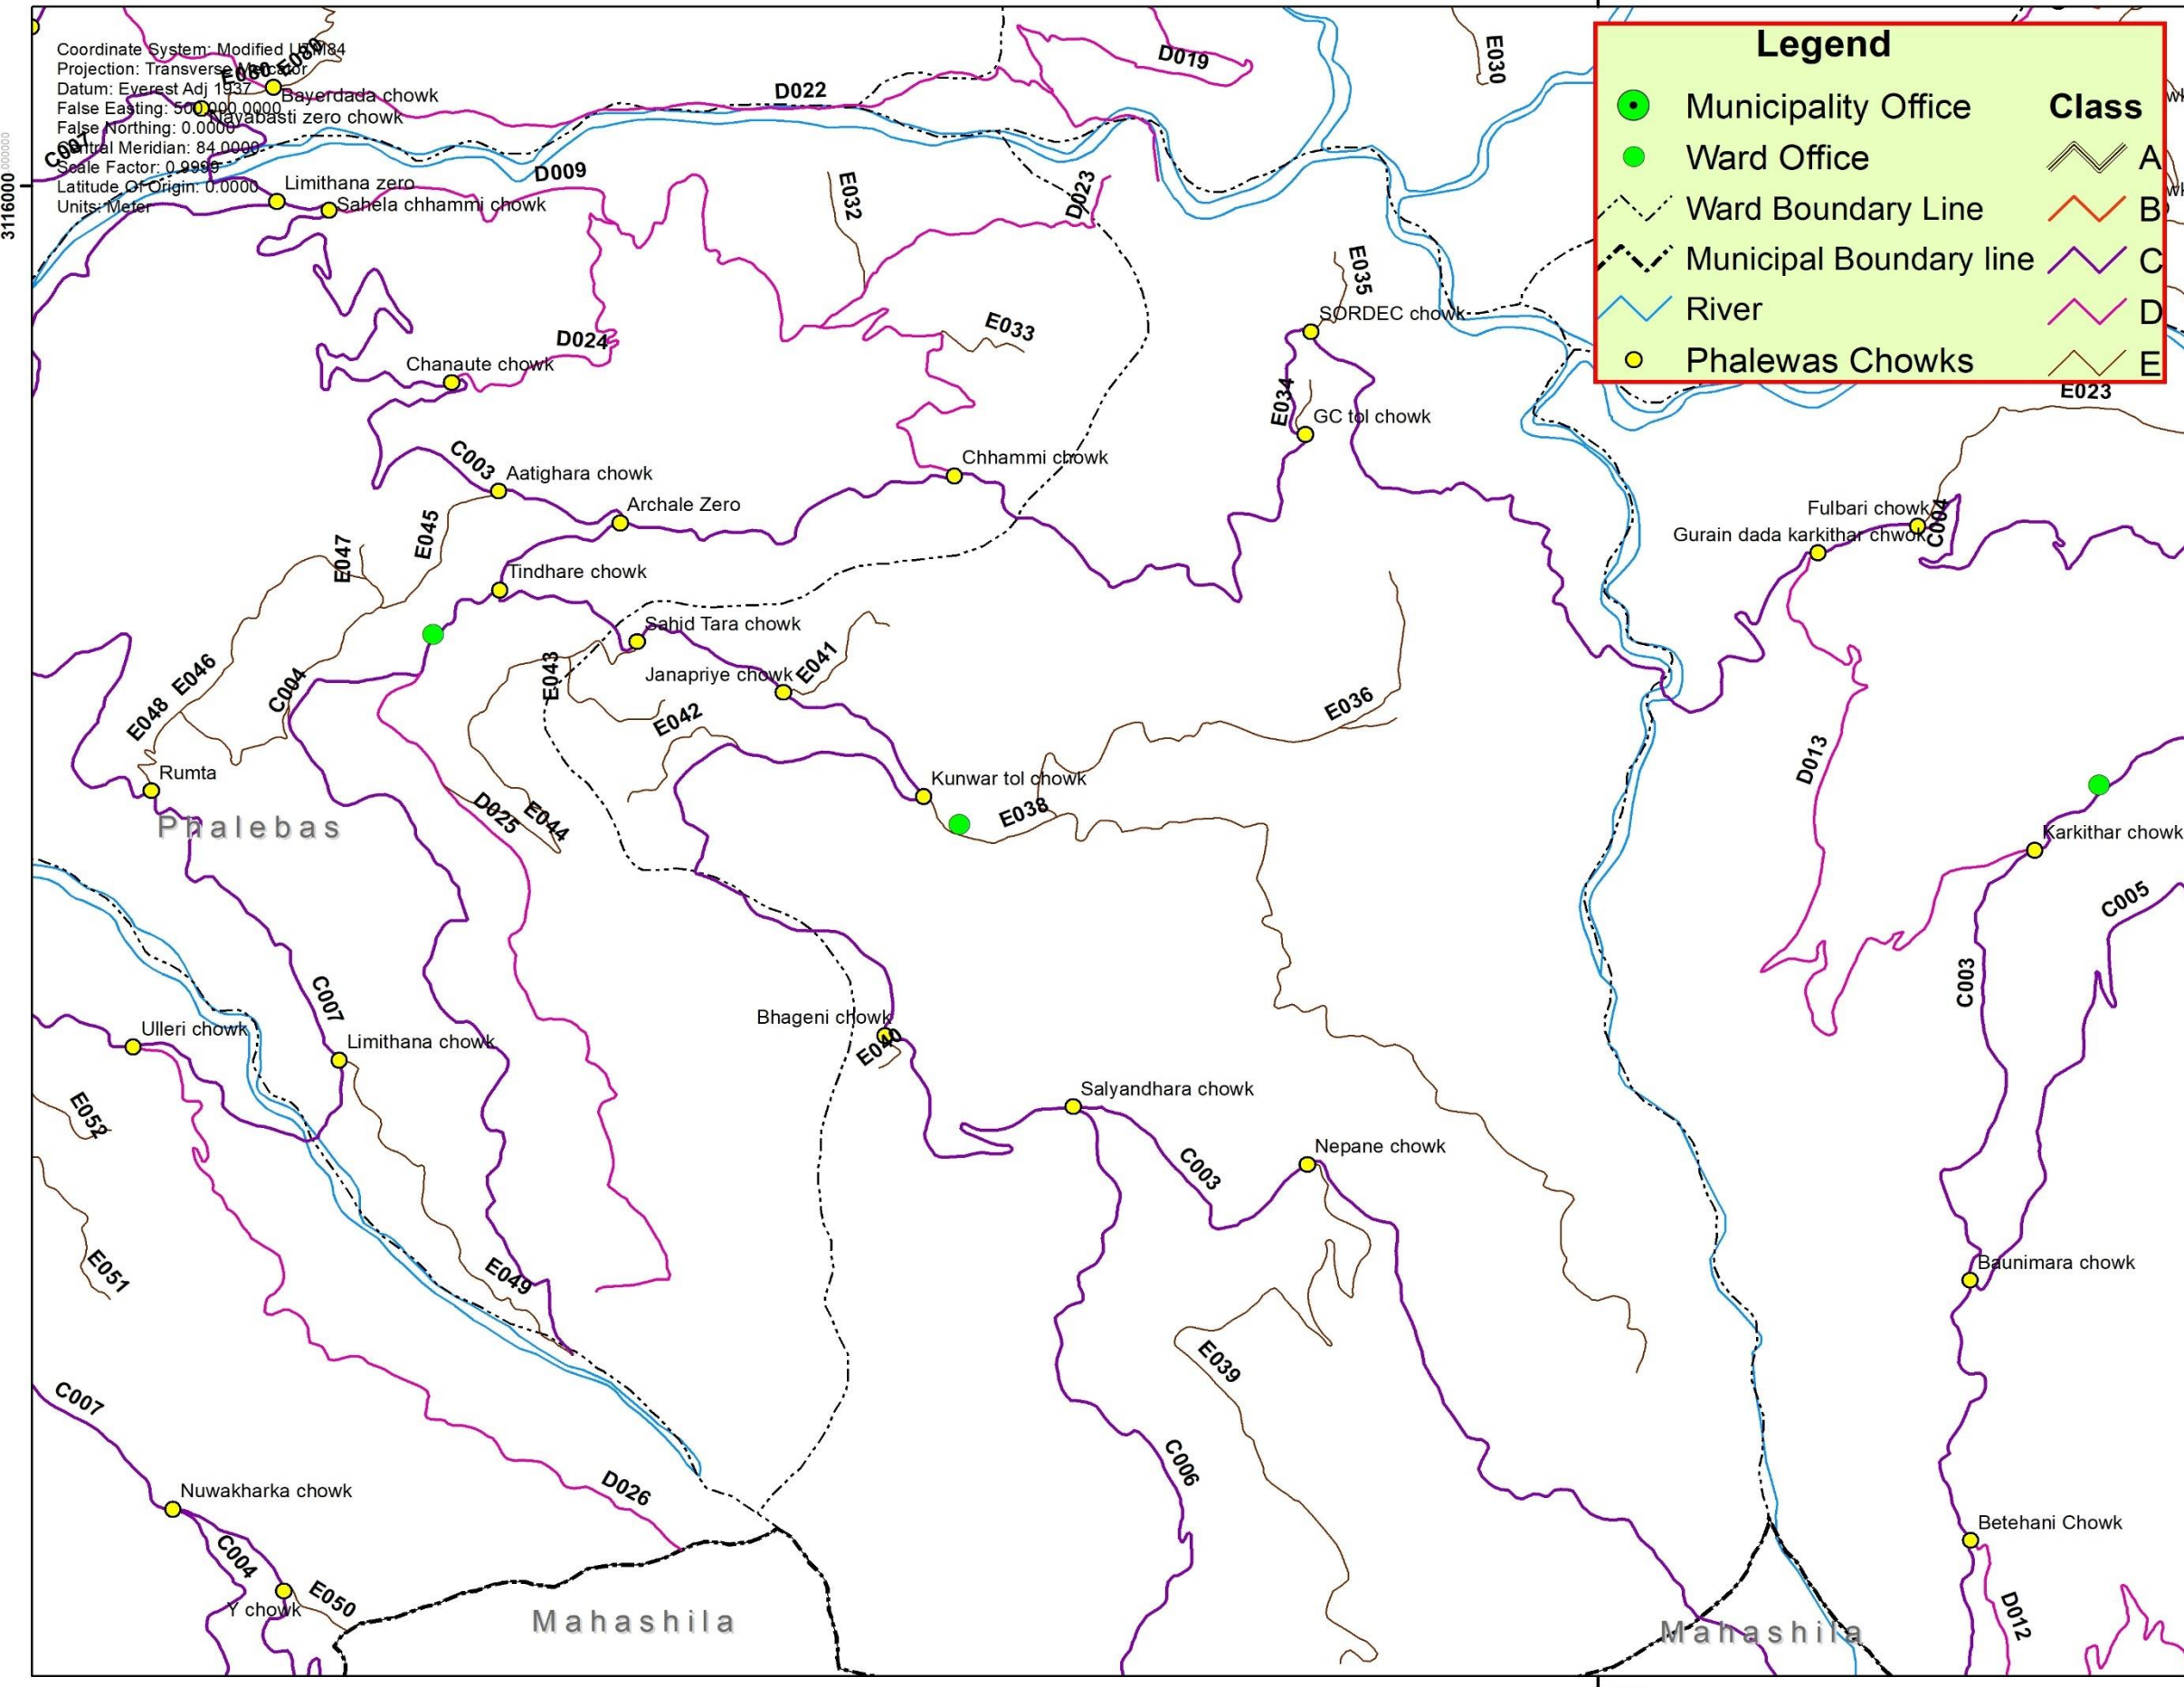 Coordinate System: Modified UTM84
Projection: Transverse Mercator
Datum: Everest Adj 1937
False Easting: 500,000.0000
False Northing: 0.0000
Central Meridian: 84.0000
Scale Factor: 0.9999
Latitude Of Origin: 0.0000
Units: Meter
3116000.000000
E080
E080
Bayerdada chowk
Nayabasti zero chowk
C007
Limithana zero
Sahela chhammi chowk
D009
D022
D019
E030
D023
E032
E035
SORDEC chowk
E033
D024
Chanaute chowk
E034
GC tol chowk
Legend
Municipality Office
Class
Ward Office
A
Ward Boundary Line
B
Municipal Boundary line
C
River
D
Phalewas Chowks
E
E023
C003
Aatighara chowk
Chhammi chowk
Archale Zero
Fulbari chowk
C004
Gurain dada karkithar chwok
E045
E047
Tindhare chowk
Sahid Tara chowk
E043
Janapriye chowk
E041
E046
C004
E048
E042
E036
D013
Rumta
Phalebas
D025
E044
Kunwar tol chowk
E038
Karkithar chowk
C005
C003
C007
Ulleri chowk
Limithana chowk
Bhageni chowk
E040
Salyandhara chowk
E052
C003
Nepane chowk
E051
E049
Baunimara chowk
E039
C007
C006
D026
Nuwakharka chowk
Betehani Chowk
C004
E050
Y chowk
Mahashila
Mahashila
D012